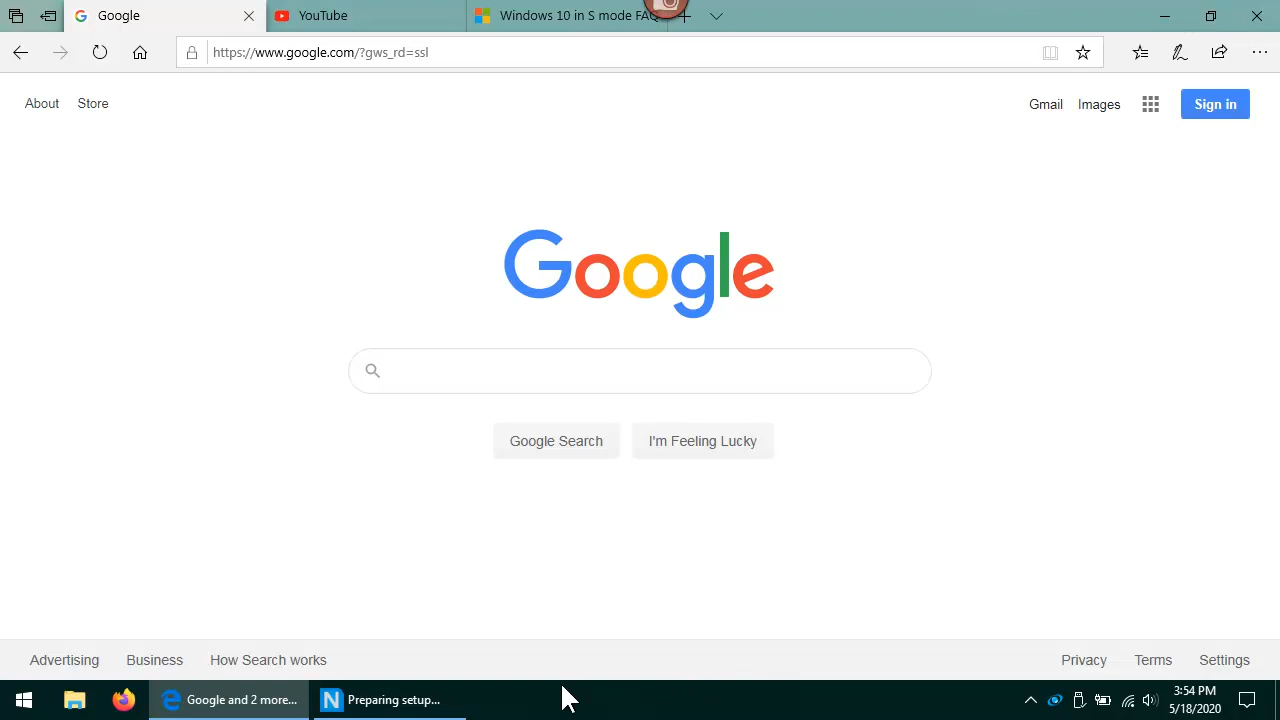 Google
YouTube
Windows 10 in S mode FAQ
https://www.google.com/?gws_rd=ssl
About
Store
Gmail
Images
Sign in
Google
Google Search
I'm Feeling Lucky
Advertising
Business
How Search works
Privacy
Terms
Settings
Google and 2 more...
N
Preparing setup...
3:54 PM
5/18/2020